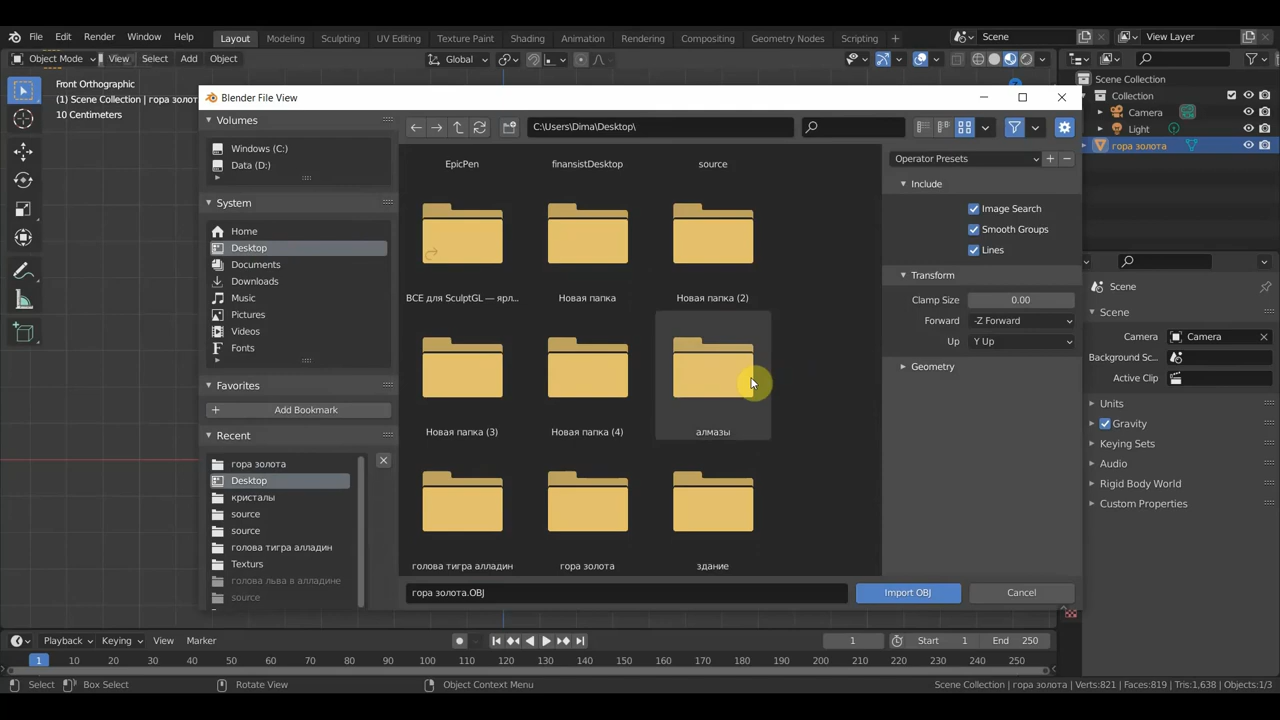 File Edit Render Window Help Layout Modeling Sculpting UV Editing Texture Paint Shading Animation Rendering Compositing Geometry Nodes Scripting Scene View Layer
Object Mode View Select Add Object Global
Front Orthographic
(1) Scene Collection | гора золот
10 Centimeters
Blender File View
Volumes
Windows (C:)
Data (D:)
System
Home
Desktop
Documents
Downloads
Music
Pictures
Videos
Fonts
Favorites
Add Bookmark
Recent
гора золота
Desktop
кристалы
source
source
голова тигра алладин
Texturs
голова льва в алладине
source
C:\Users\Dima\Desktop\
EpicPen finansistDesktop source
ВСЕ для SculptGL — ярл... Новая папка Новая папка (2)
Новая папка (3) Новая папка (4) алмазы
голова тигра алладин гора золота здание
гора золота.OBJ Import OBJ Cancel
Operator Presets
Include
Image Search
Smooth Groups
Lines
Transform
Clamp Size 0.00
Forward -Z Forward
Up Y Up
Geometry
Scene Collection
Collection
Camera
Light
гора золота
Scene
Scene
Camera Camera
Background Sc...
Active Clip
Units
Gravity
Keying Sets
Audio
Rigid Body World
Custom Properties
Playback Keying View Marker 1 Start 1 End 250
1 10 20 30 40 50 60 70 80 90 100 110 120 130 140 150 160 170 180 190 200 210 220 230 240 250
Select Box Select Rotate View Object Context Menu Scene Collection | гора золота | Verts:821 | Faces:819 | Tris:1,638 | Objects:1/3